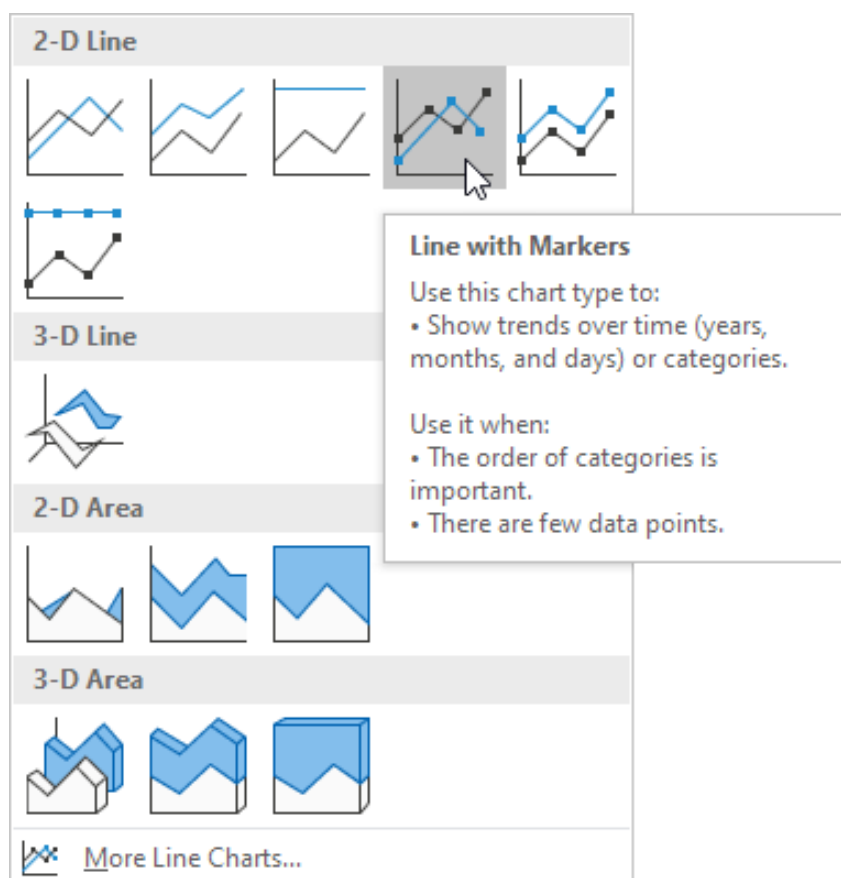 2-D Line
Line with Markers
Use this chart type to:
• Show trends over time (years,
months, and days) or categories.
Use it when:
• The order of categories is
important.
• There are few data points.
3-D Line
2-D Area
3-D Area
More Line Charts...